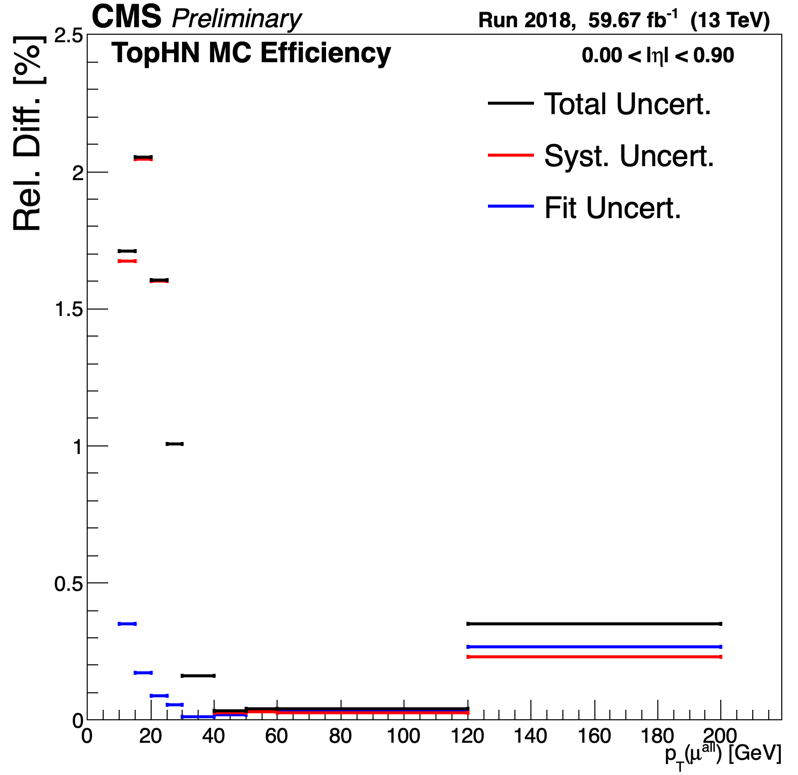 CMS Preliminary
Run 2018, 59.67 fb⁻¹ (13 TeV)
TopHN MC Efficiency
0.00 < |η| < 0.90
Total Uncert.
Syst. Uncert.
Fit Uncert.
Rel. Diff. [%]
2.5
2
1.5
1
0.5
0
0 20 40 60 80 100 120 140 160 180 200
p_T(μ^all) [GeV]